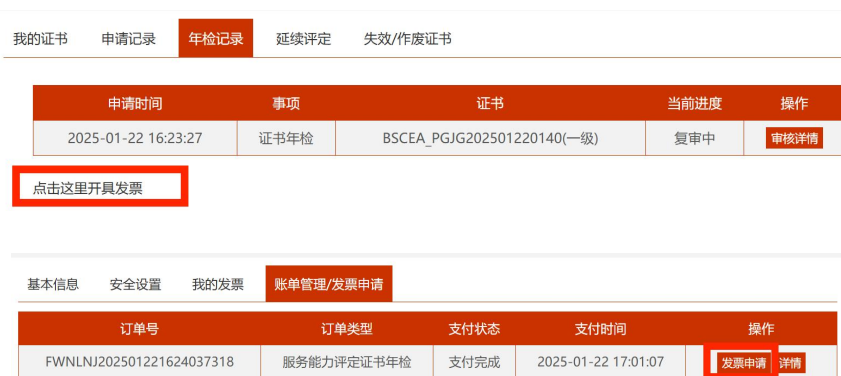 我的证书 申请记录 年检记录 延续评定 失效/作废证书
申请时间 事项 证书 当前进度 操作
2025-01-22 16:23:27 证书年检 BSCEA_PGJG202501220140(一级) 复审中 审核详情
点击这里开具发票
基本信息 安全设置 我的发票 账单管理/发票申请
订单号 订单类型 支付状态 支付时间 操作
FWNLNJ202501221624037318 服务能力评定证书年检 支付完成 2025-01-22 17:01:07 发票申请 详情